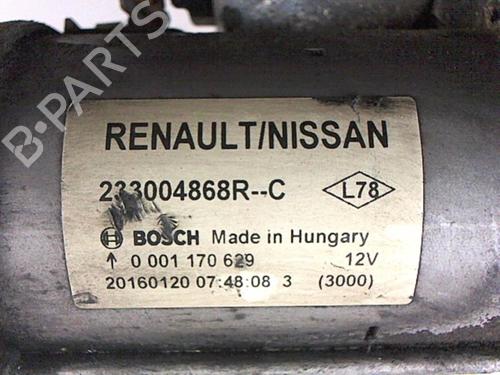 B-PARTS
RENAULT/NISSAN
233004868R--C
L78
BOSCH Made in Hungary
0 001 170 629 12V
20160120 07:48:08 3 (3000)